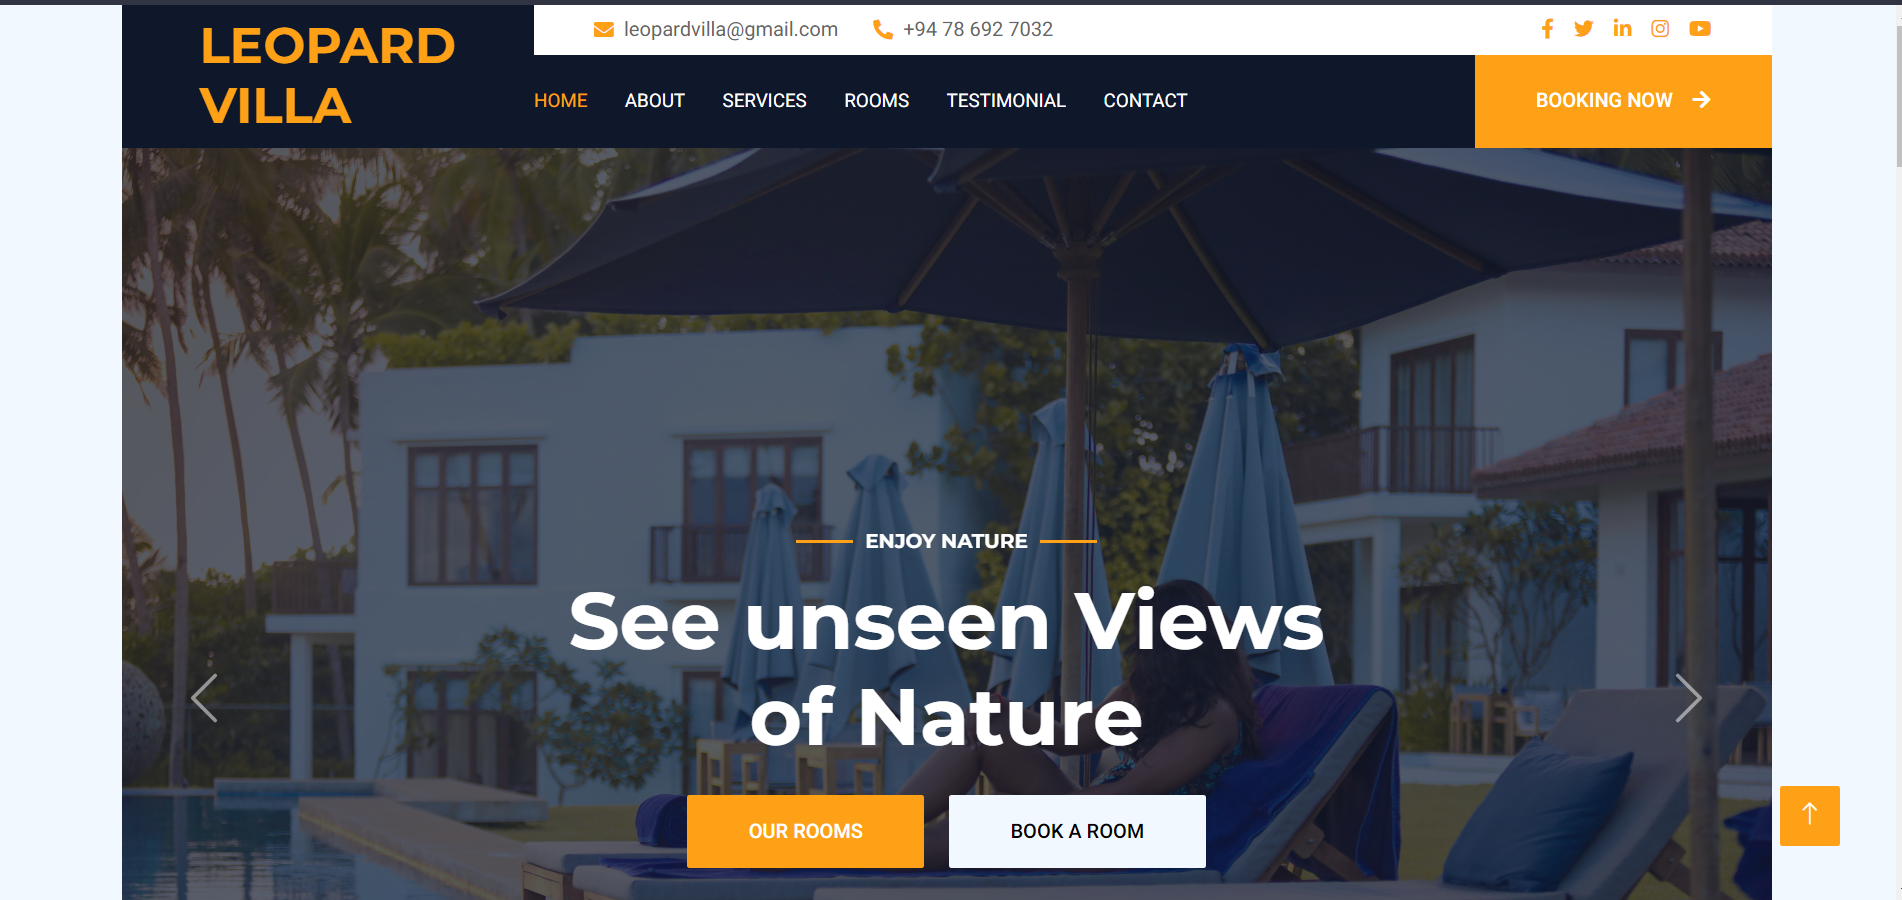 LEOPARD
VILLA
leopardvilla@gmail.com
+94 78 692 7032
HOME
ABOUT
SERVICES
ROOMS
TESTIMONIAL
CONTACT
BOOKING NOW
ENJOY NATURE
See unseen Views
of Nature
OUR ROOMS
BOOK A ROOM